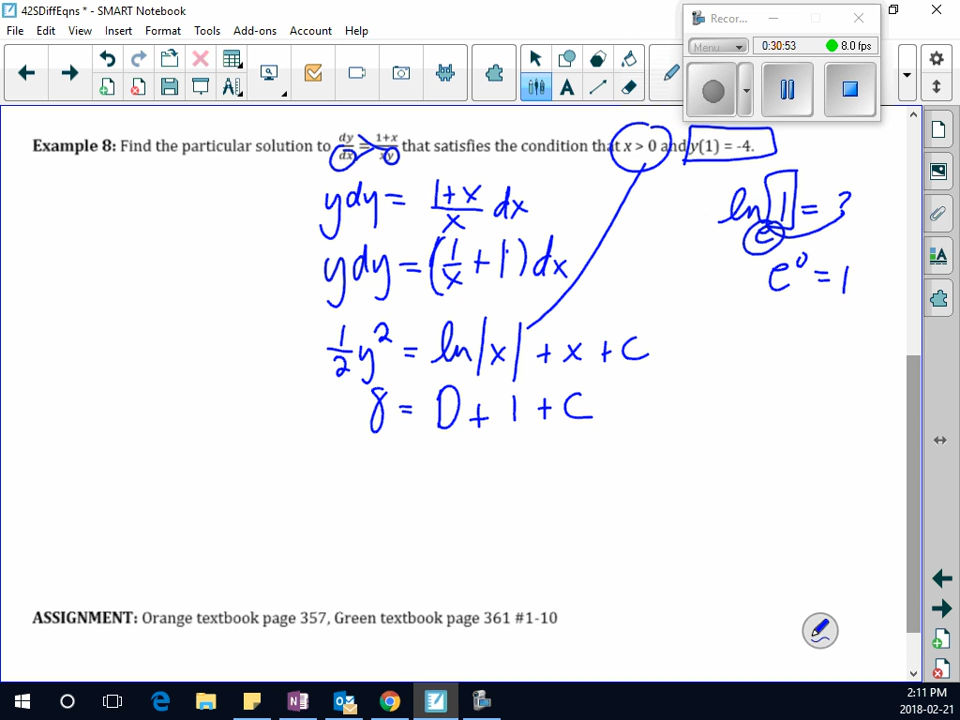 42SDiffEqns * - SMART Notebook
Recor...
File Edit View Insert Format Tools Add-ons Account Help
Menu
0:30:53
8.0 fps
Example 8: Find the particular solution to dy/dx = 1+x/xy that satisfies the condition that x > 0 and y(1) = -4.
ydy = 1+x/x dx
ydy = (1/x + 1) dx
1/2 y² = ln|x| + x + C
8 = 0 + 1 + C
ln 1 = ?
e
e⁰ = 1
ASSIGNMENT: Orange textbook page 357, Green textbook page 361 #1-10
2:11 PM
2018-02-21